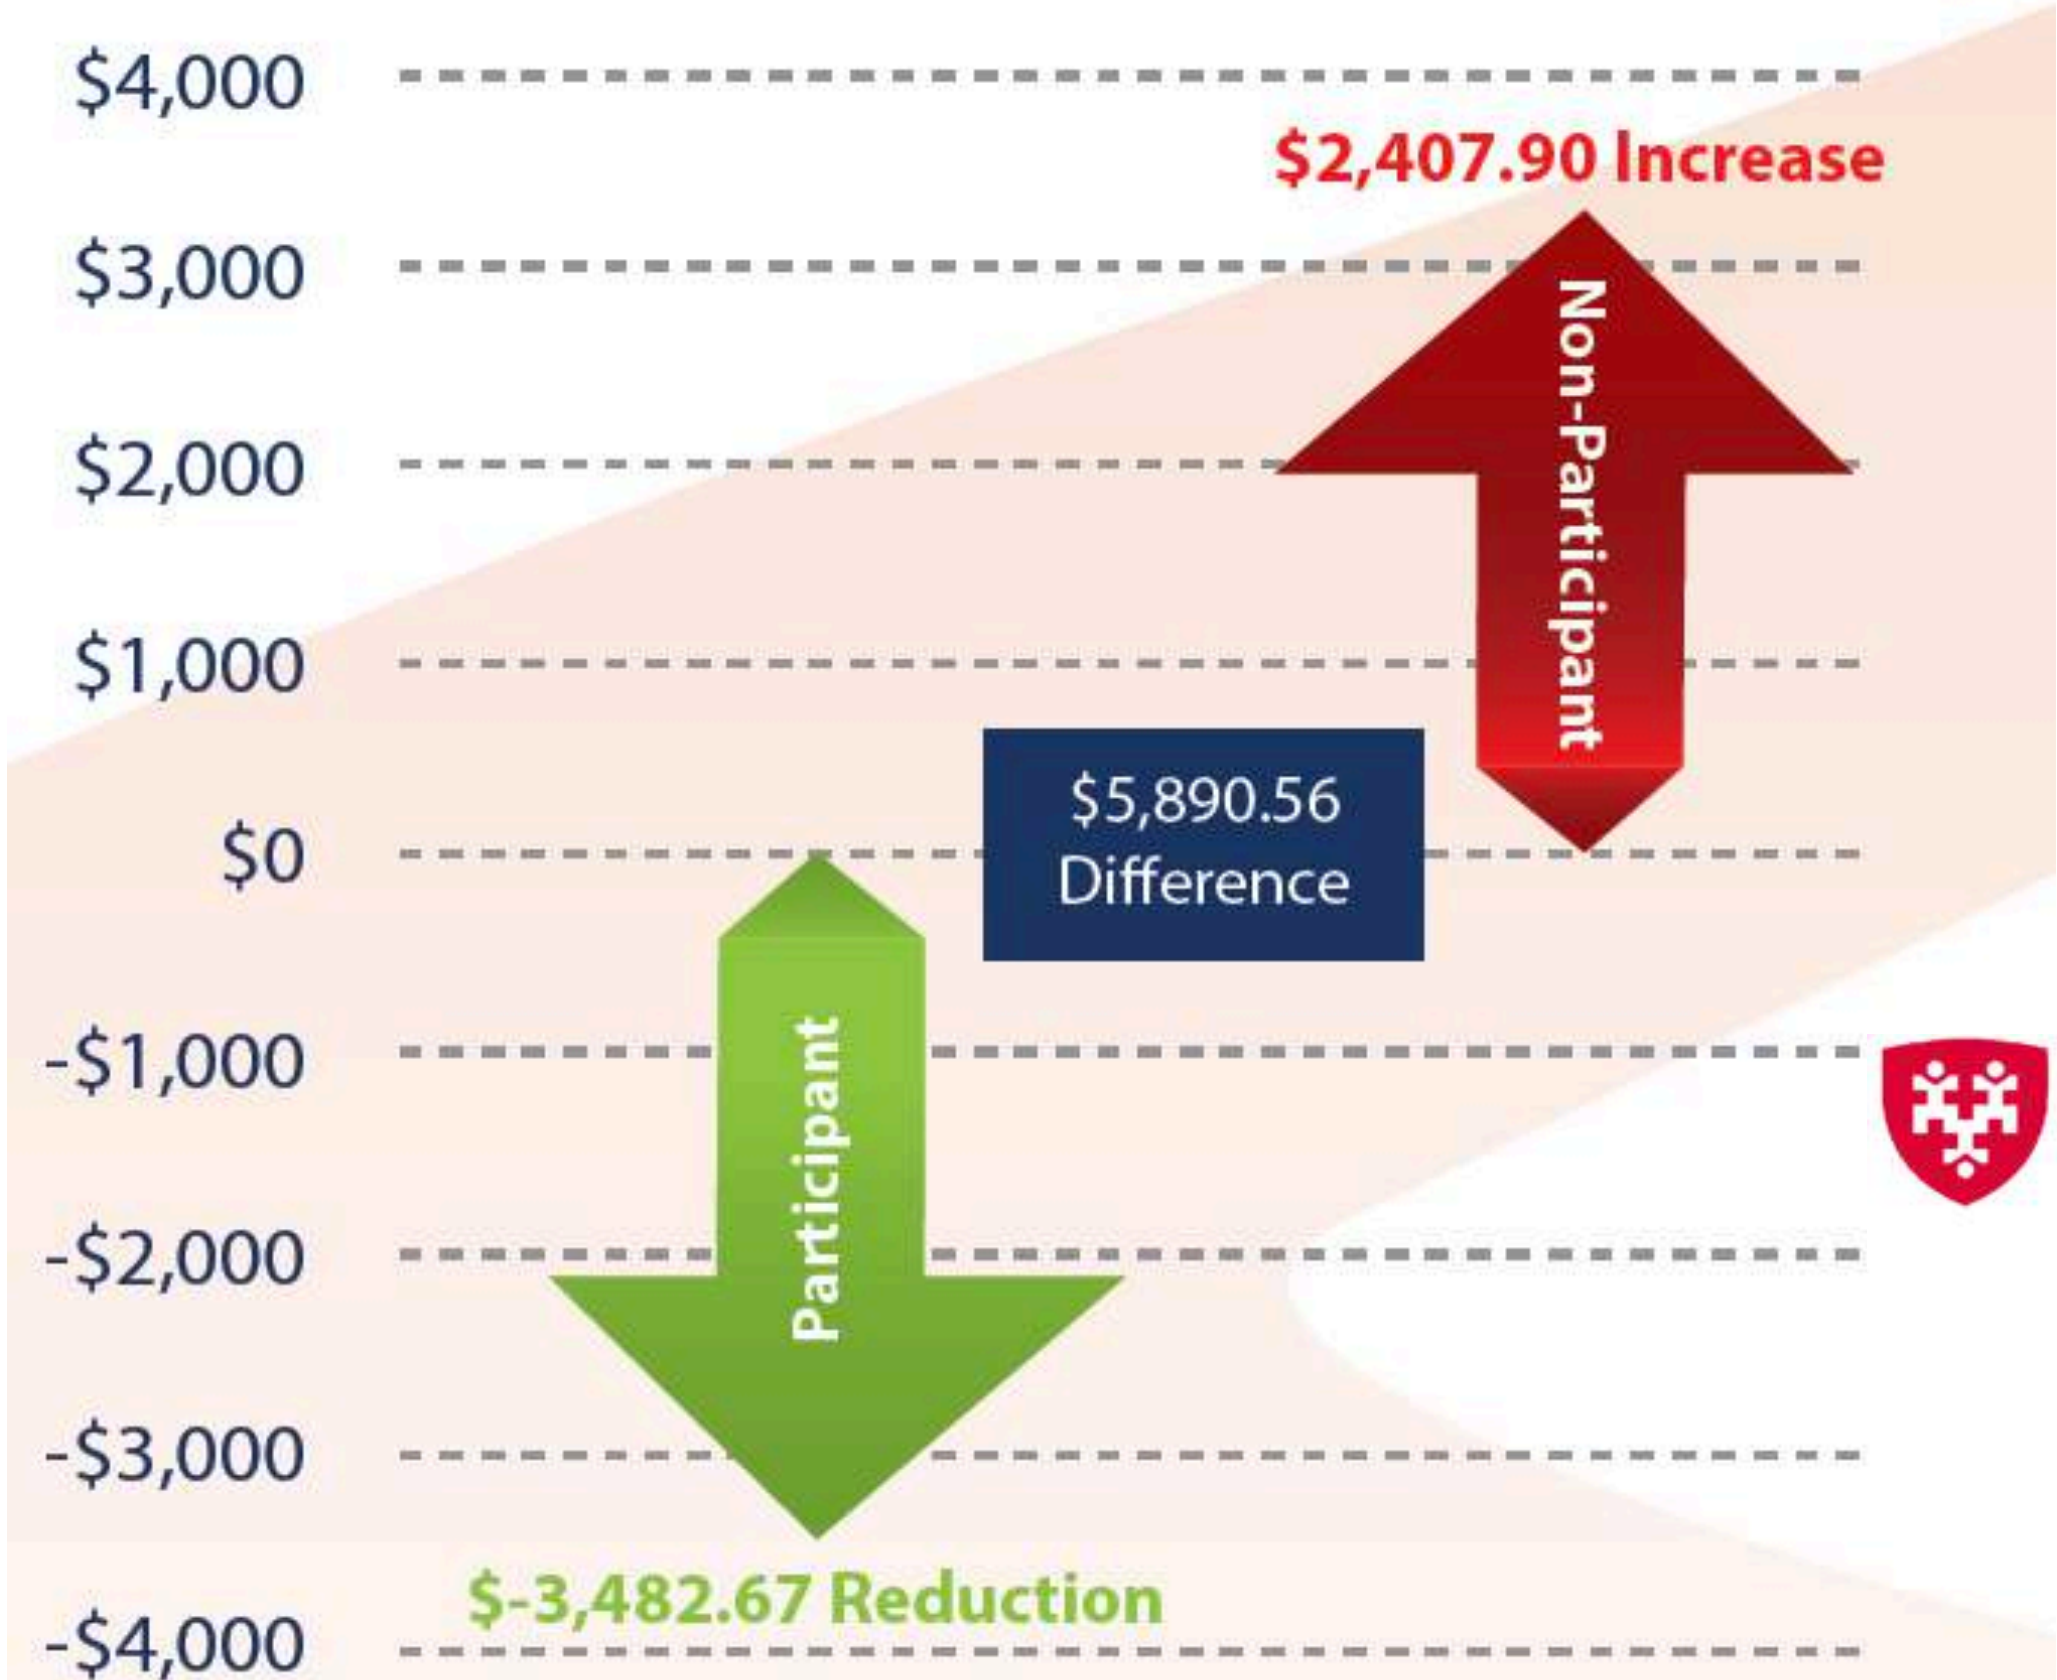 $4,000
$2,407.90 Increase
$3,000
Non-Participant
$2,000
$1,000
$5,890.56
Difference
$0
Participant
-$1,000
-$2,000
-$3,000
$-3,482.67 Reduction
-$4,000